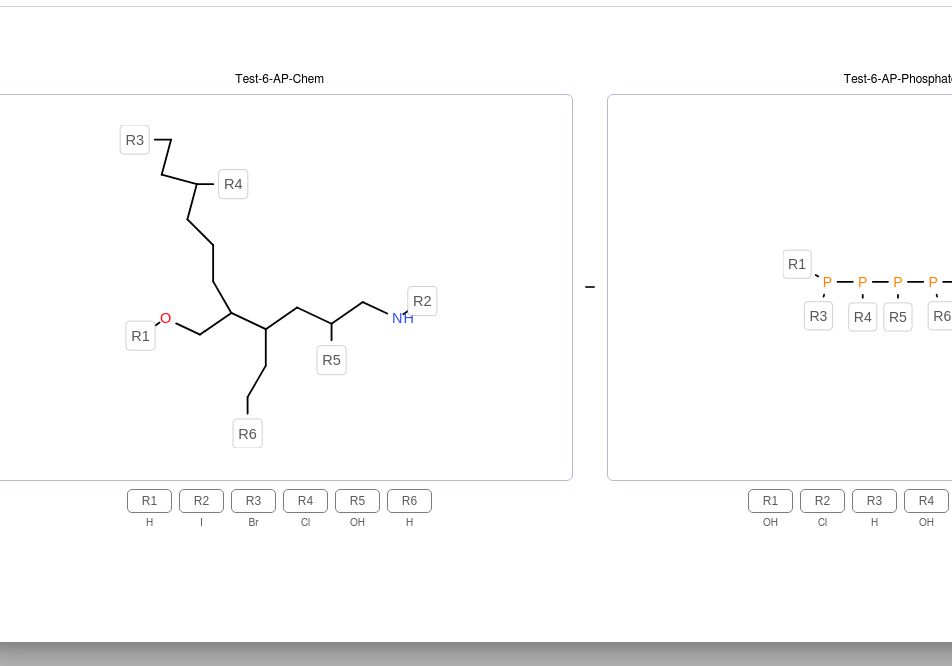 Test-6-AP-Chem
R3
R4
R2
O
NH
R1
R5
R6
R1 R2 R3 R4 R5 R6
H I Br Cl OH H
–
Test-6-AP-Phosphat
R1
P P P P
R3 R4 R5 R6
R1 R2 R3 R4
OH Cl H OH